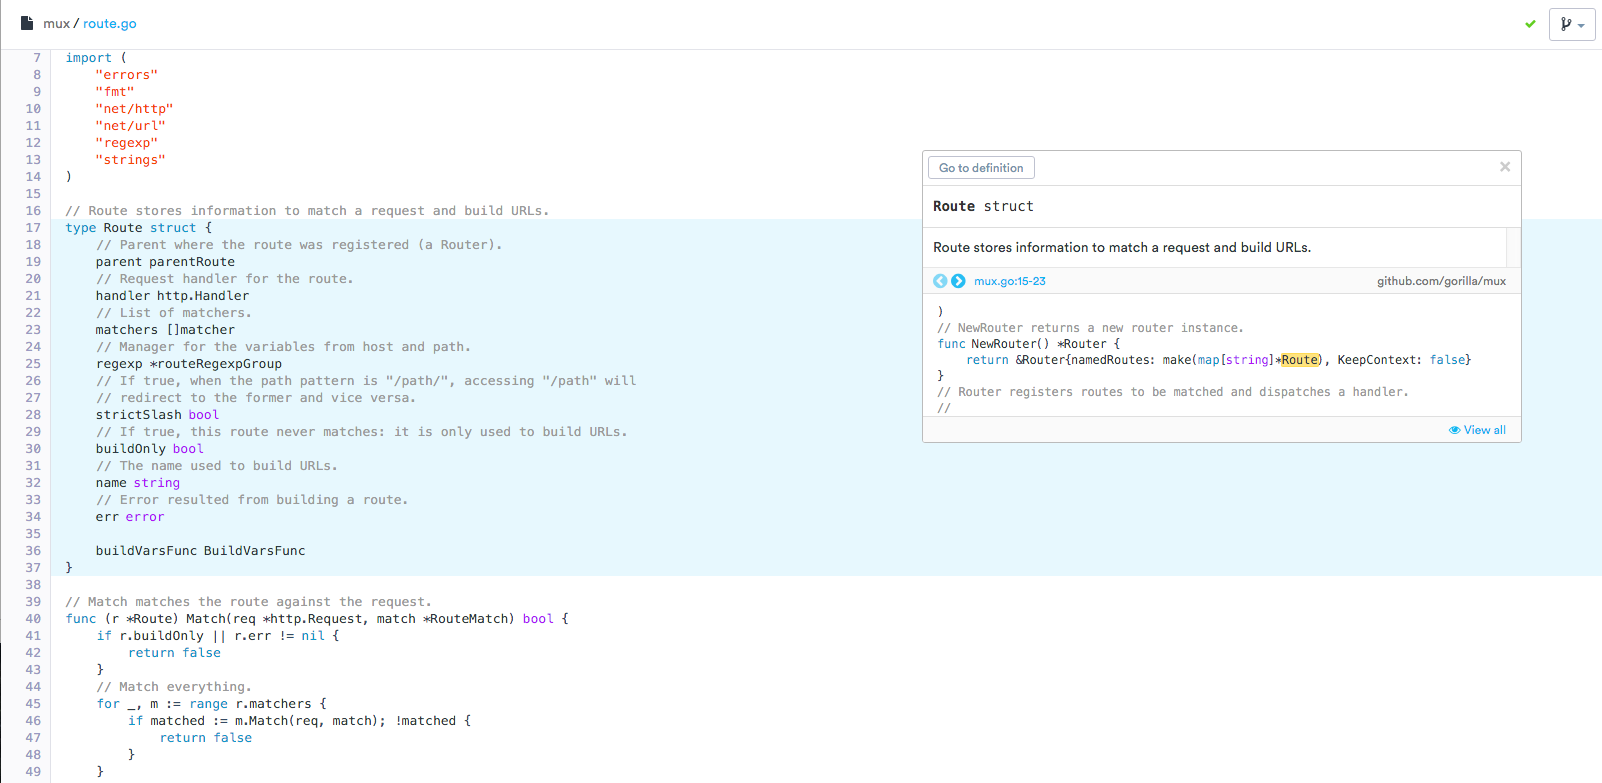 mux / route.go
7 import (
8 "errors"
9 "fmt"
10 "net/http"
11 "net/url"
12 "regexp"
13 "strings"
14 )
15
16 // Route stores information to match a request and build URLs.
17 type Route struct {
18 // Parent where the route was registered (a Router).
19 parent parentRoute
20 // Request handler for the route.
21 handler http.Handler
22 // List of matchers.
23 matchers []matcher
24 // Manager for the variables from host and path.
25 regexp *routeRegexpGroup
26 // If true, when the path pattern is "/path/", accessing "/path" will
27 // redirect to the former and vice versa.
28 strictSlash bool
29 // If true, this route never matches: it is only used to build URLs.
30 buildOnly bool
31 // The name used to build URLs.
32 name string
33 // Error resulted from building a route.
34 err error
35
36 buildVarsFunc BuildVarsFunc
37 }
38
39 // Match matches the route against the request.
40 func (r *Route) Match(req *http.Request, match *RouteMatch) bool {
41 if r.buildOnly || r.err != nil {
42 return false
43 }
44 // Match everything.
45 for _, m := range r.matchers {
46 if matched := m.Match(req, match); !matched {
47 return false
48 }
49 }
Go to definition ×
Route struct
Route stores information to match a request and build URLs.
mux.go:15-23 github.com/gorilla/mux
)
// NewRouter returns a new router instance.
func NewRouter() *Router {
return &Router{namedRoutes: make(map[string]*Route), KeepContext: false}
}
// Router registers routes to be matched and dispatches a handler.
//
View all